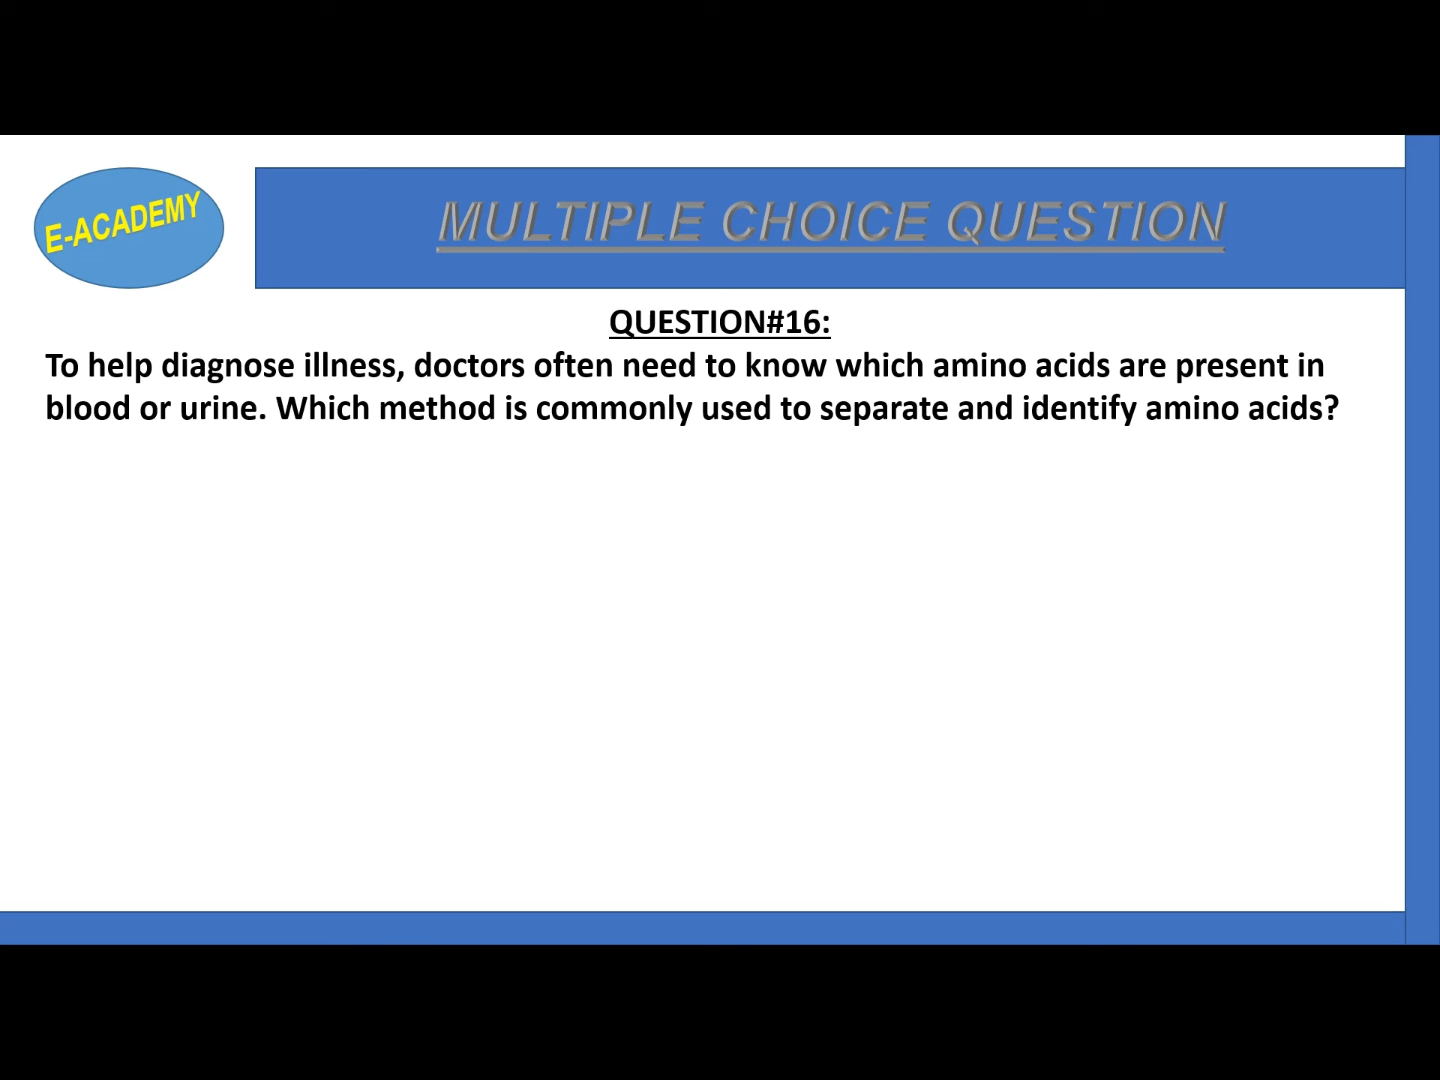 E-ACADEMY
MULTIPLE CHOICE QUESTION
QUESTION#16:
To help diagnose illness, doctors often need to know which amino acids are present in
blood or urine. Which method is commonly used to separate and identify amino acids?